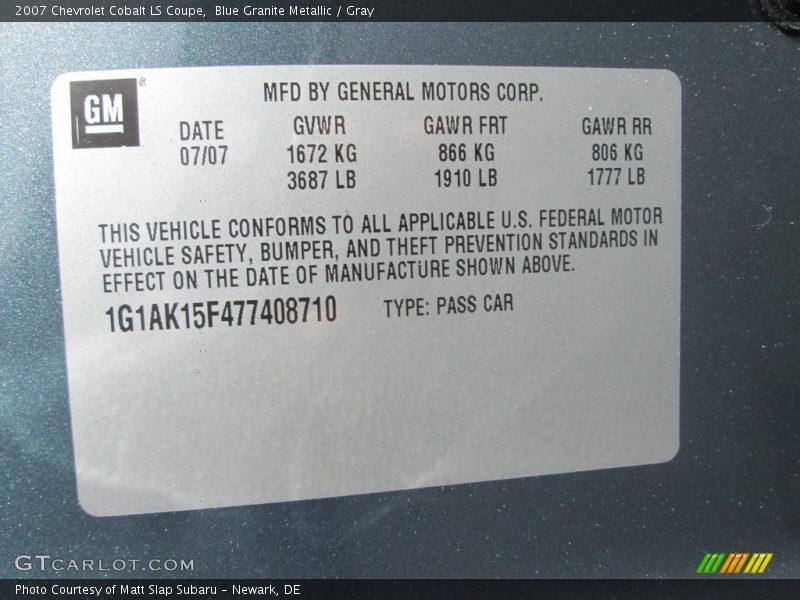 2007 Chevrolet Cobalt LS Coupe, Blue Granite Metallic / Gray
GM
MFD BY GENERAL MOTORS CORP.
DATE GVWR GAWR FRT GAWR RR
07/07 1672 KG 866 KG 806 KG
3687 LB 1910 LB 1777 LB
THIS VEHICLE CONFORMS TO ALL APPLICABLE U.S. FEDERAL MOTOR
VEHICLE SAFETY, BUMPER, AND THEFT PREVENTION STANDARDS IN
EFFECT ON THE DATE OF MANUFACTURE SHOWN ABOVE.
1G1AK15F477408710 TYPE: PASS CAR
GTCARLOT.COM
Photo Courtesy of Matt Slap Subaru - Newark, DE